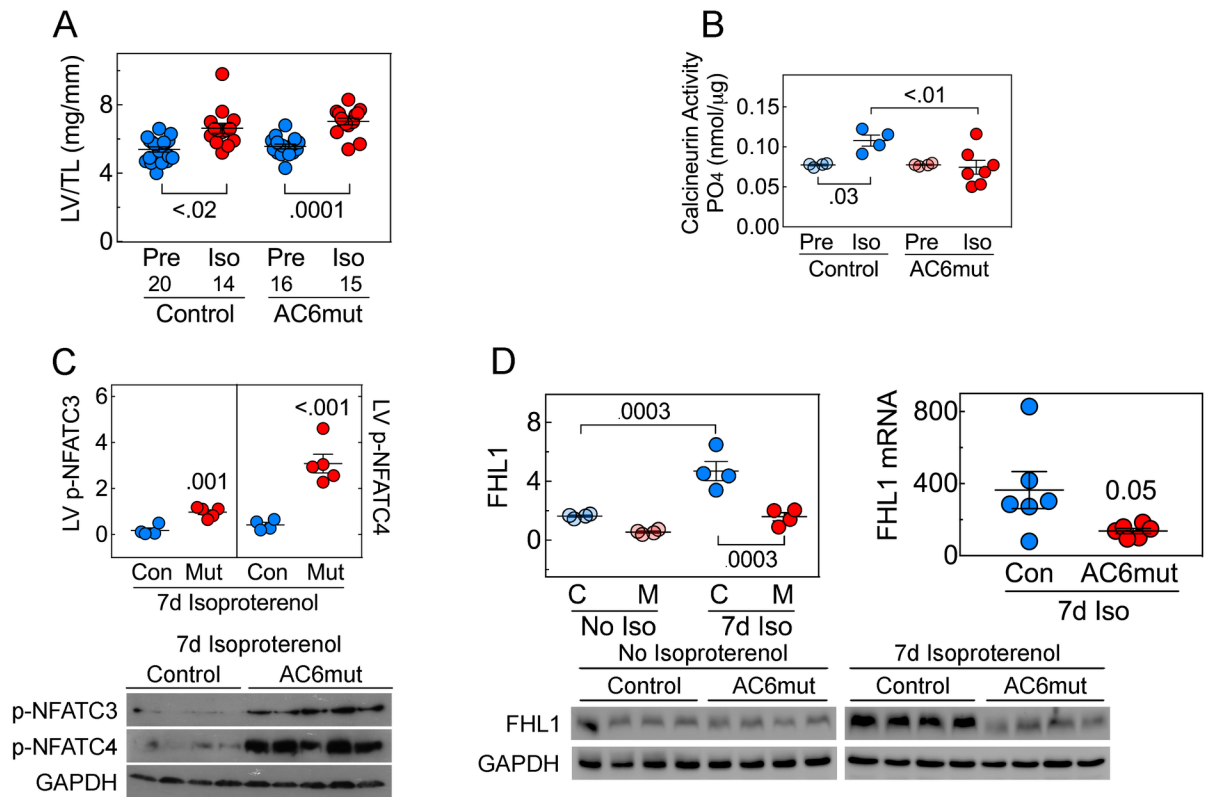 A
LV/TL (mg/mm)
8
4
0
<.02
.0001
Pre Iso Pre Iso
20 14 16 15
Control AC6mut
B
Calcineurin Activity
PO4 (nmol/µg)
0.15
0.10
0.05
0.00
<.01
.03
Pre Iso Pre Iso
Control AC6mut
C
LV p-NFATC3
LV p-NFATC4
6
4
2
0
<.001
.001
Con Mut Con Mut
7d Isoproterenol
7d Isoproterenol
Control AC6mut
p-NFATC3
p-NFATC4
GAPDH
D
FHL1
8
4
0
.0003
.0003
C M C M
No Iso 7d Iso
FHL1 mRNA
800
400
0
0.05
Con AC6mut
7d Iso
No Isoproterenol 7d Isoproterenol
Control AC6mut Control AC6mut
FHL1
GAPDH